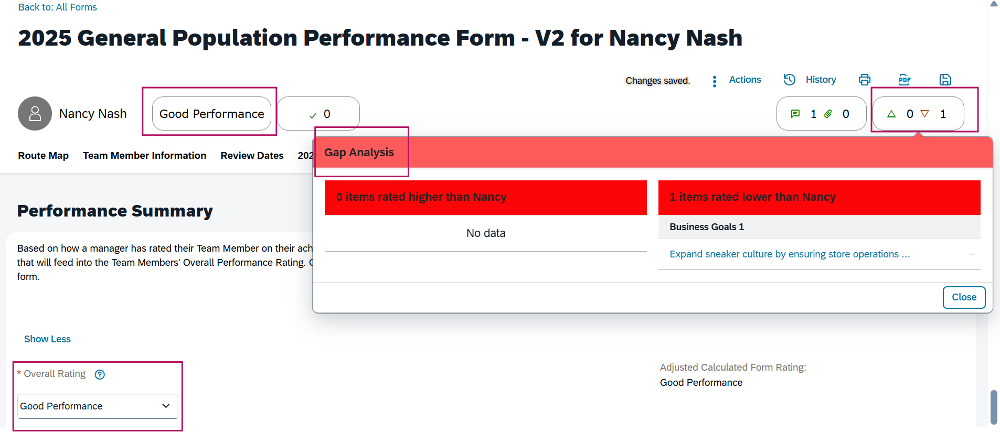 Back to: All Forms
2025 General Population Performance Form - V2 for Nancy Nash
Changes saved.
Actions
History
PDF
Nancy Nash
Good Performance
0
1 0
0 1
Route Map Team Member Information Review Dates 202
Gap Analysis
0 items rated higher than Nancy
No data
1 items rated lower than Nancy
Business Goals 1
Expand sneaker culture by ensuring store operations ...
–
Close
Performance Summary
Based on how a manager has rated their Team Member on their ach
that will feed into the Team Members' Overall Performance Rating.
form.
Show Less
* Overall Rating ?
Good Performance
Adjusted Calculated Form Rating:
Good Performance